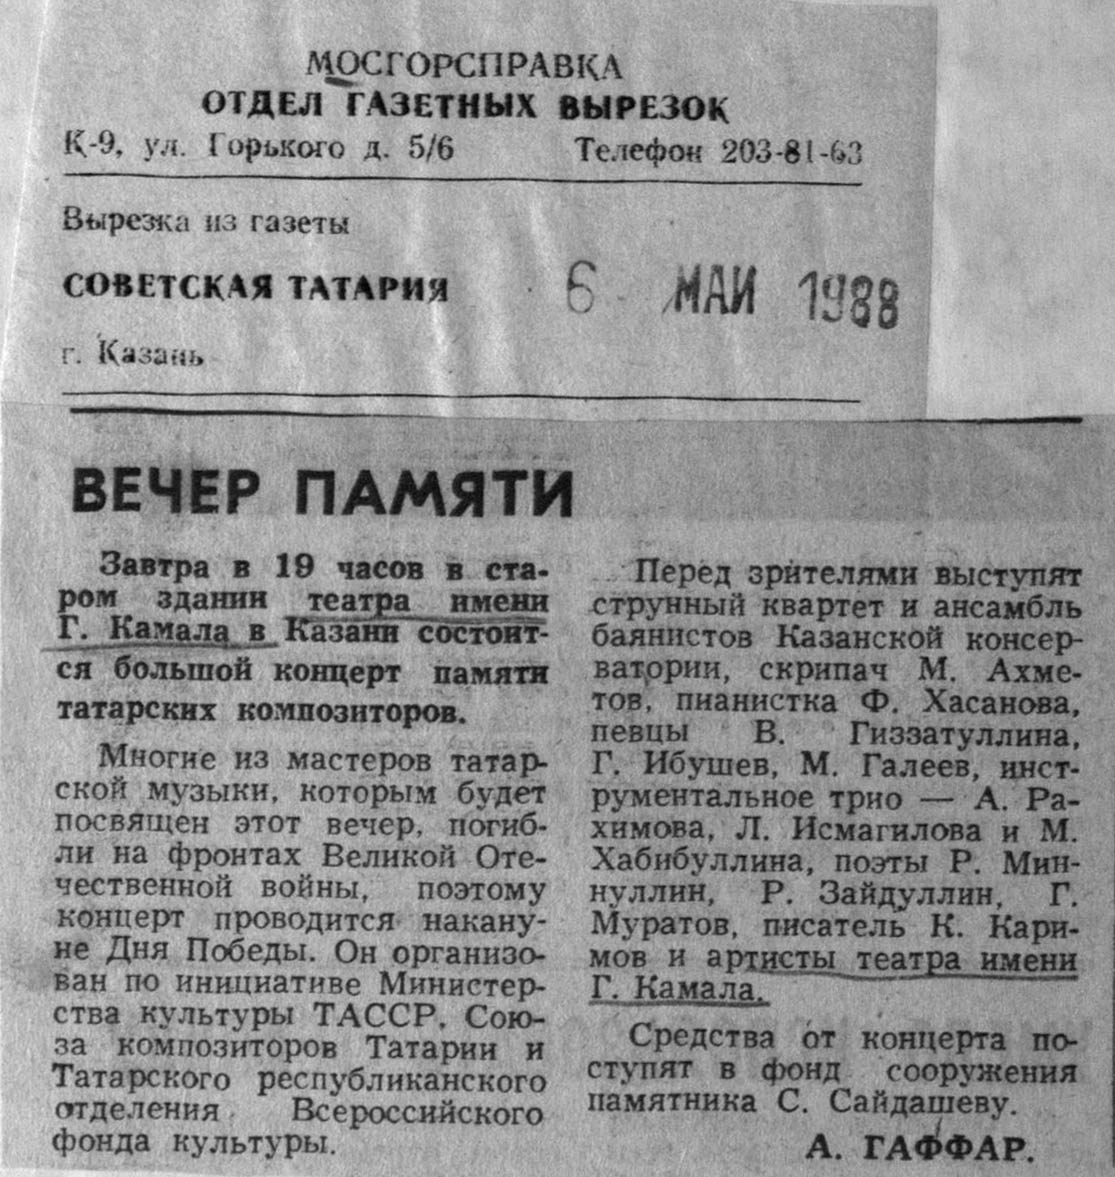 МОСГОРСПРАВКА
ОТДЕЛ ГАЗЕТНЫХ ВЫРЕЗОК
К-9, ул. Горького д. 5/6 Телефон 203-81-63
Вырезка из газеты
СОВЕТСКАЯ ТАТАРИЯ
6 МАИ 1988
г. Казань
ВЕЧЕР ПАМЯТИ
Завтра в 19 часов в ста-
ром здании театра имени
Г. Камала в Казани состоит-
ся большой концерт памяти
татарских композиторов.
Многие из мастеров татар-
ской музыки, которым будет
посвящен этот вечер, погиб-
ли на фронтах Великой Оте-
чественной войны, поэтому
концерт проводится накану-
не Дня Победы. Он организо-
ван по инициативе Министер-
ства культуры ТАССР, Сою-
за композиторов Татарии и
Татарского республиканского
отделения Всероссийского
фонда культуры.
Перед зрителями выступят
струнный квартет и ансамбль
баянистов Казанской консер-
ватории, скрипач М. Ахме-
тов, пианистка Ф. Хасанова,
певцы В. Гиззатуллина,
Г. Ибушев, М. Галеев, инст-
рументальное трио — А. Ра-
химова, Л. Исмагилова и М.
Хабибуллина, поэты Р. Мин-
нуллин, Р. Зайдуллин, Г.
Муратов, писатель К. Кари-
мов и артисты театра имени
Г. Камала.
Средства от концерта по-
ступят в фонд сооружения
памятника С. Сайдашеву.
А. ГАФФАР.